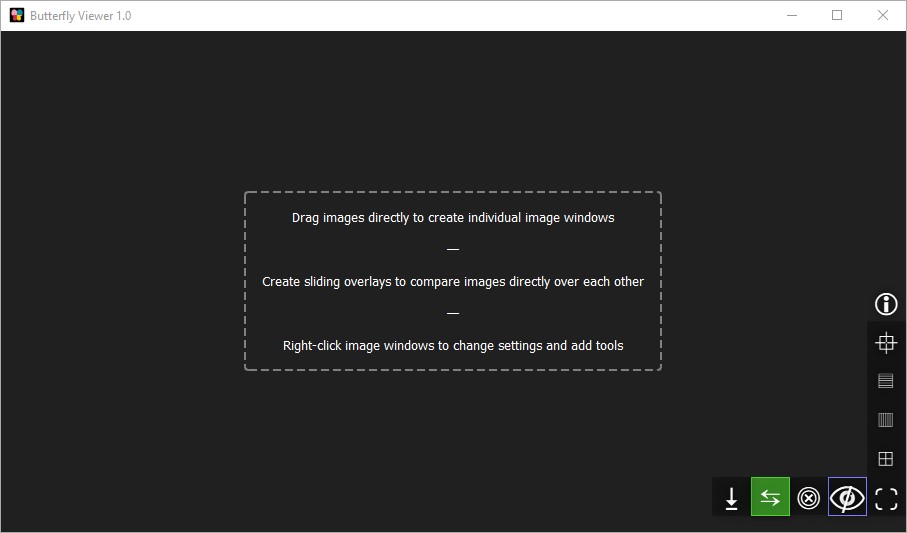 Butterfly Viewer 1.0
Drag images directly to create individual image windows
—
Create sliding overlays to compare images directly over each other
—
Right-click image windows to change settings and add tools